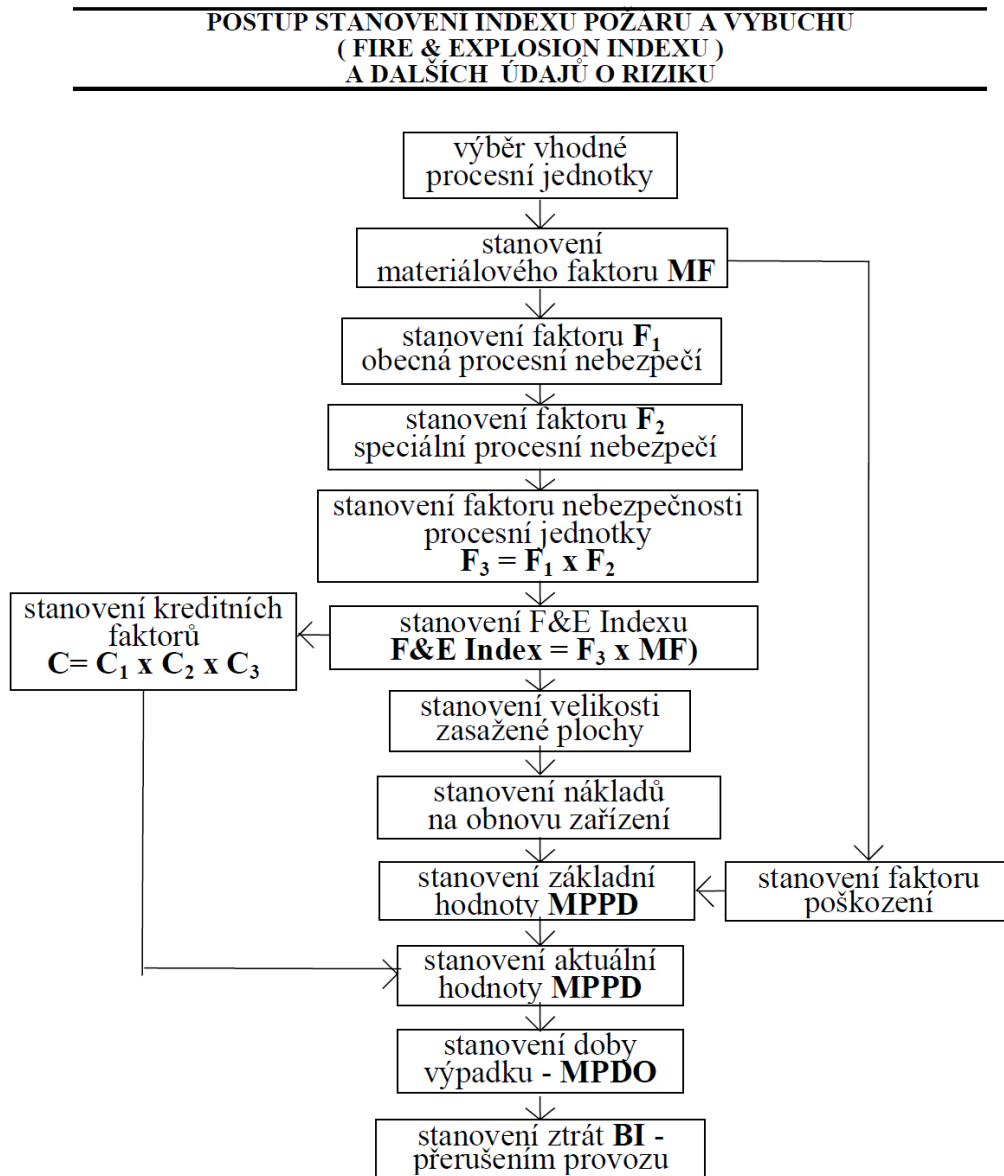 POSTUP STANOVENÍ INDEXU POŽÁRU A VÝBUCHU
( FIRE & EXPLOSION INDEXU )
A DALŠÍCH ÚDAJŮ O RIZIKU
výběr vhodné
procesní jednotky
stanovení
materiálového faktoru MF
stanovení faktoru F₁
obecná procesní nebezpečí
stanovení faktoru F₂
speciální procesní nebezpečí
stanovení faktoru nebezpečnosti
procesní jednotky
F₃ = F₁ x F₂
stanovení kreditních
faktorů
C= C₁ x C₂ x C₃
stanovení F&E Indexu
F&E Index = F₃ x MF)
stanovení velikosti
zasažené plochy
stanovení nákladů
na obnovu zařízení
stanovení základní
hodnoty MPPD
stanovení faktoru
poškození
stanovení aktuální
hodnoty MPPD
stanovení doby
výpadku - MPDO
stanovení ztrát BI -
přerušením provozu